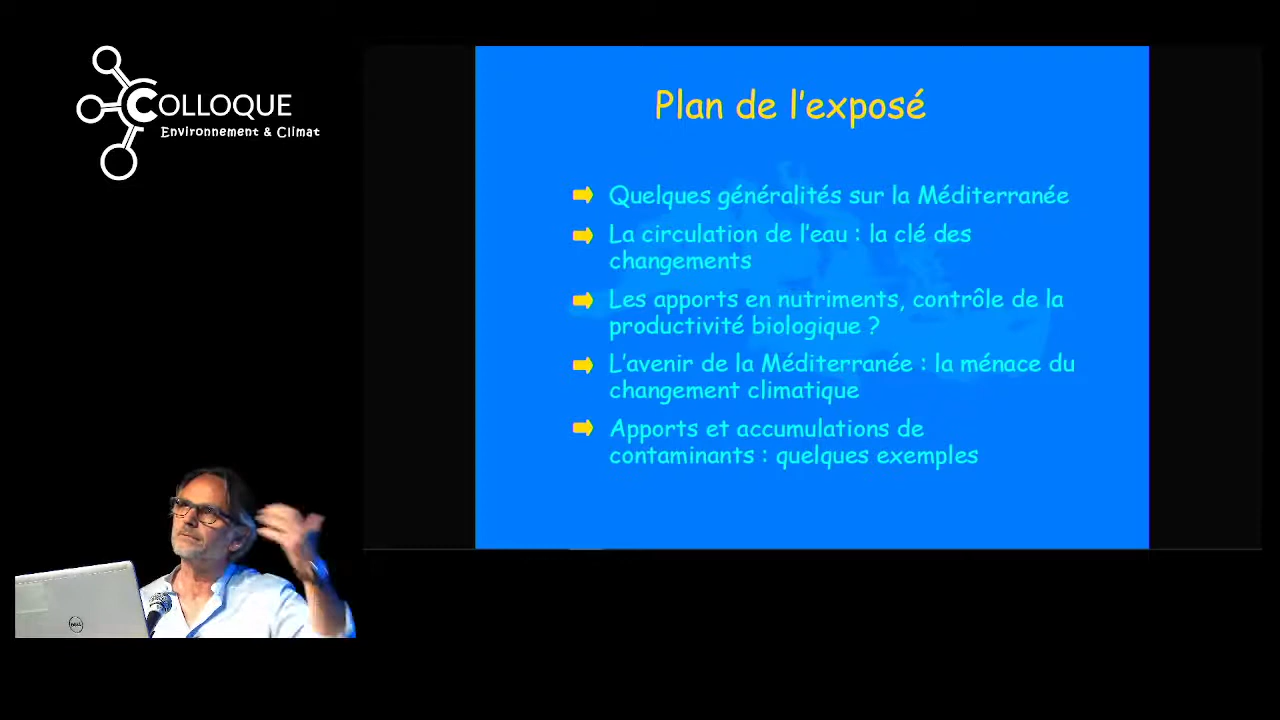 COLLOQUE
Environnement & Climat
Plan de l'exposé
Quelques généralités sur la Méditerranée
La circulation de l'eau : la clé des
changements
Les apports en nutriments, contrôle de la
productivité biologique ?
L'avenir de la Méditerranée : la ménace du
changement climatique
Apports et accumulations de
contaminants : quelques exemples
DELL